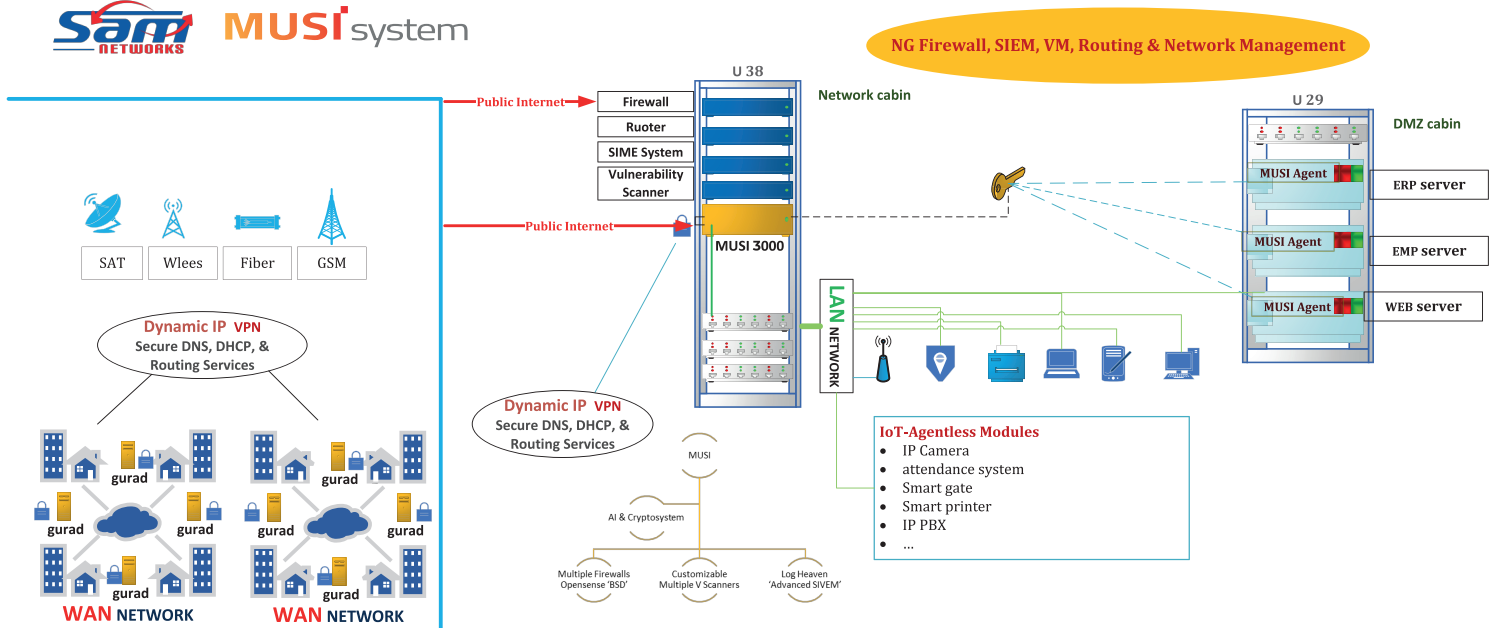 Sam
NETWORKS
MUSi system
NG Firewall, SIEM, VM, Routing & Network Management
U 38
Network cabin
Public Internet
Firewall
Ruoter
SIME System
Vulnerability
Scanner
Public Internet
MUSI 3000
U 29
DMZ cabin
MUSI Agent
ERP server
MUSI Agent
EMP server
MUSI Agent
WEB server
SAT
Wlees
Fiber
GSM
Dynamic IP VPN
Secure DNS, DHCP, &
Routing Services
LAN NETWORK
Dynamic IP VPN
Secure DNS, DHCP, &
Routing Services
gurad
gurad
gurad
gurad
WAN NETWORK
gurad
gurad
gurad
gurad
WAN NETWORK
MUSI
AI & Cryptosystem
Multiple Firewalls
Opensense 'BSD'
Customizable
Multiple V Scanners
Log Heaven
'Advanced SIVEM'
IoT-Agentless Modules
• IP Camera
• attendance system
• Smart gate
• Smart printer
• IP PBX
• ...